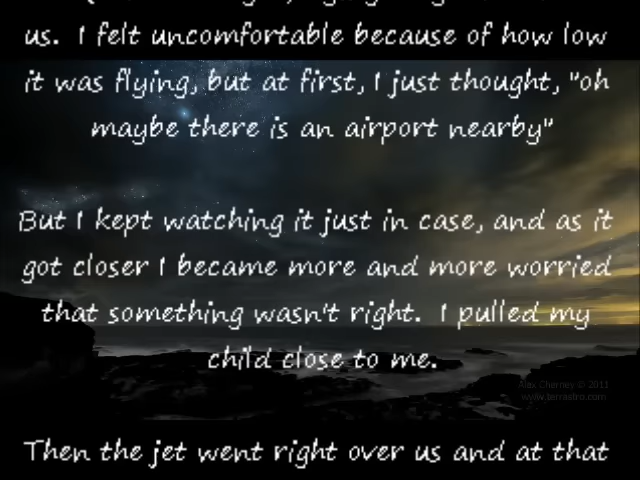 us. I felt uncomfortable because of how low
it was flying, but at first, I just thought, "oh
maybe there is an airport nearby"
But I kept watching it just in case, and as it
got closer I became more and more worried
that something wasn't right. I pulled my
child close to me.
Alex Cherney © 2011
www.terrastro.com
Then the jet went right over us and at that